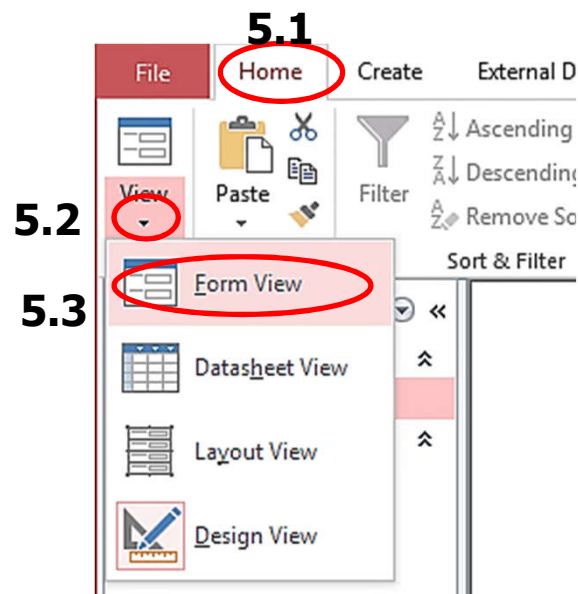 5.1
File Home Create External D
View Paste Filter Ascending
Descending
Remove So
5.2
Sort & Filter
5.3 Form View
Datasheet View
Layout View
Design View